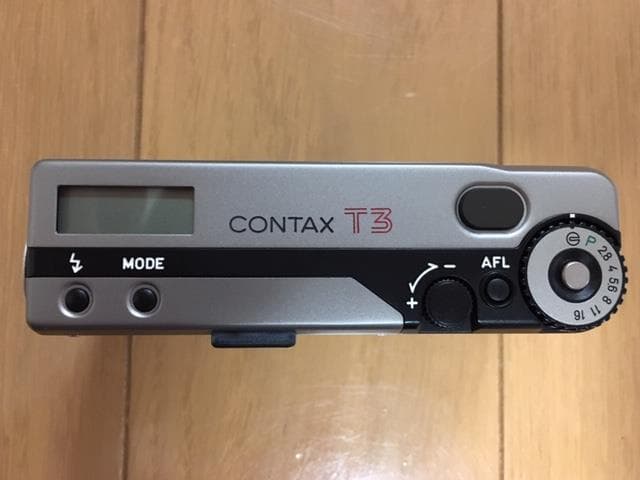 CONTAX T3
MODE
+ −
AFL
P 2.8 4 5.6 8 11 16